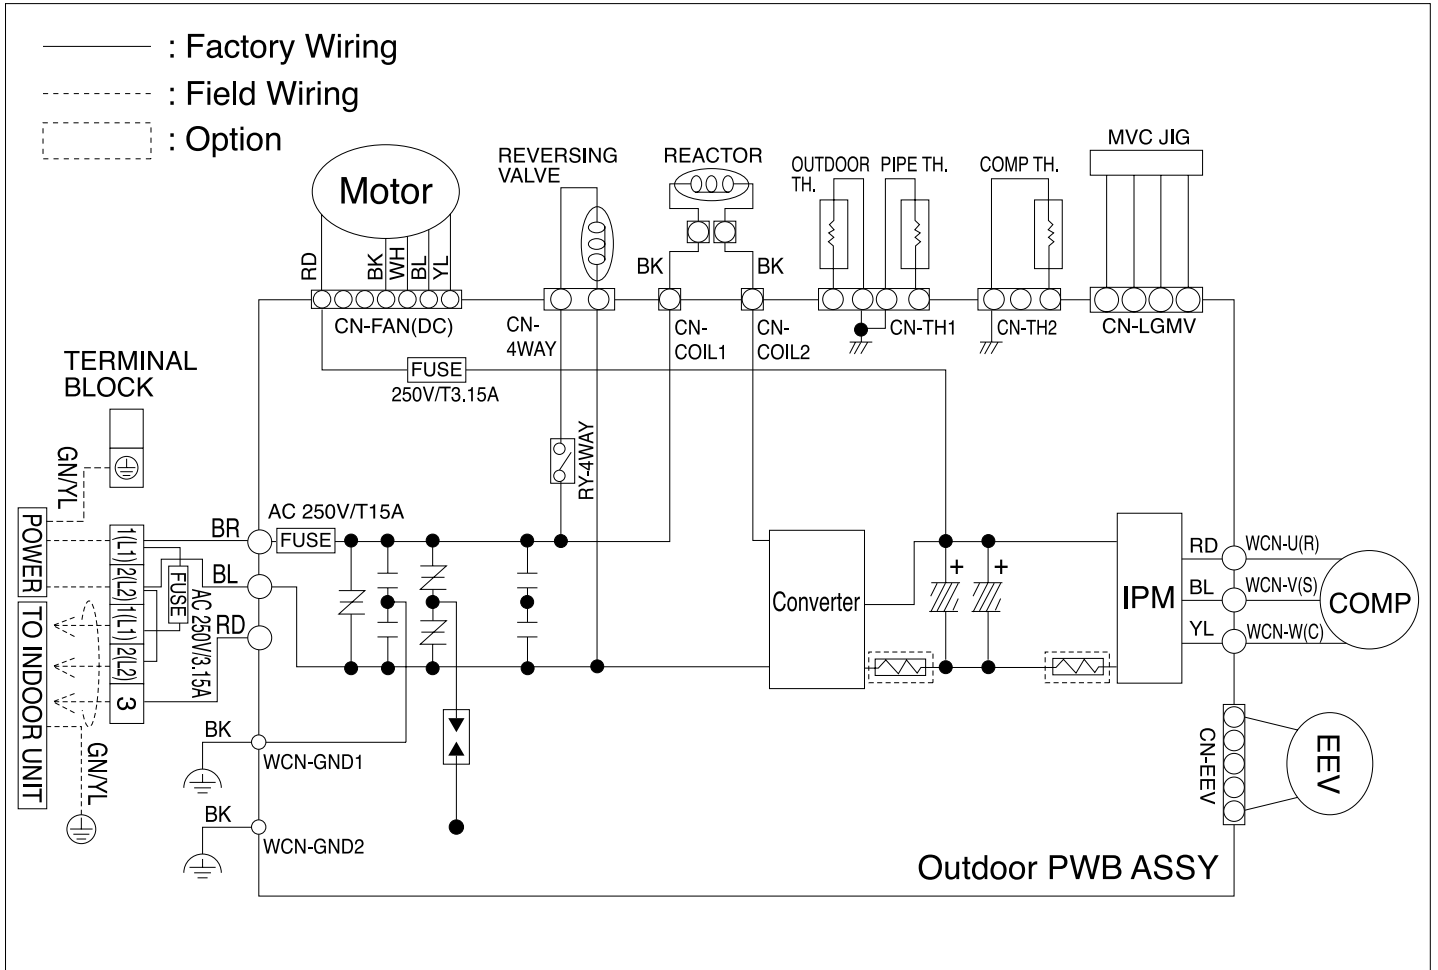 : Factory Wiring
: Field Wiring
: Option
Motor
RD
BK
WH
BL
YL
CN-FAN(DC)
REVERSING
VALVE
CN-
4WAY
REACTOR
BK
BK
CN-
COIL1
CN-
COIL2
OUTDOOR
TH.
PIPE TH.
CN-TH1
COMP TH.
CN-TH2
MVC JIG
CN-LGMV
FUSE
250V/T3.15A
RY-4WAY
TERMINAL
BLOCK
GN/YL
POWER
TO INDOOR UNIT
GN/YL
1(L1)
2(L2)
1(L1)
2(L2)
3
FUSE
AC 250V/3.15A
BR
BL
RD
AC 250V/T15A
FUSE
BK
WCN-GND1
BK
WCN-GND2
Converter
+
+
IPM
RD
WCN-U(R)
BL
WCN-V(S)
YL
WCN-W(C)
COMP
CN-EEV
EEV
Outdoor PWB ASSY